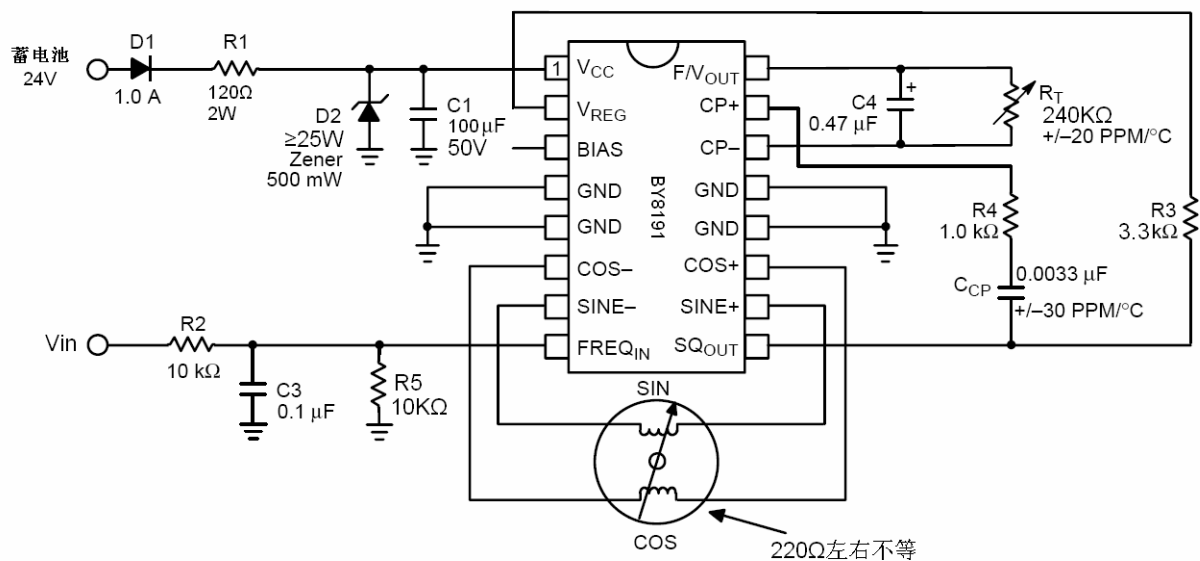 蓄电池
24V
D1
1.0 A
R1
120Ω
2W
D2
≥25W
Zener
500 mW
C1
100 μF
50V
1
VCC
VREG
BIAS
GND
GND
COS–
SINE–
FREQIN
BY8191
F/VOUT
CP+
CP–
GND
GND
COS+
SINE+
SQOUT
C4
+
0.47 μF
RT
240KΩ
+/–20 PPM/°C
R4
1.0 kΩ
R3
3.3kΩ
CCP
0.0033 μF
+/–30 PPM/°C
Vin
R2
10 kΩ
C3
0.1 μF
R5
10KΩ
SIN
COS
220Ω左右不等